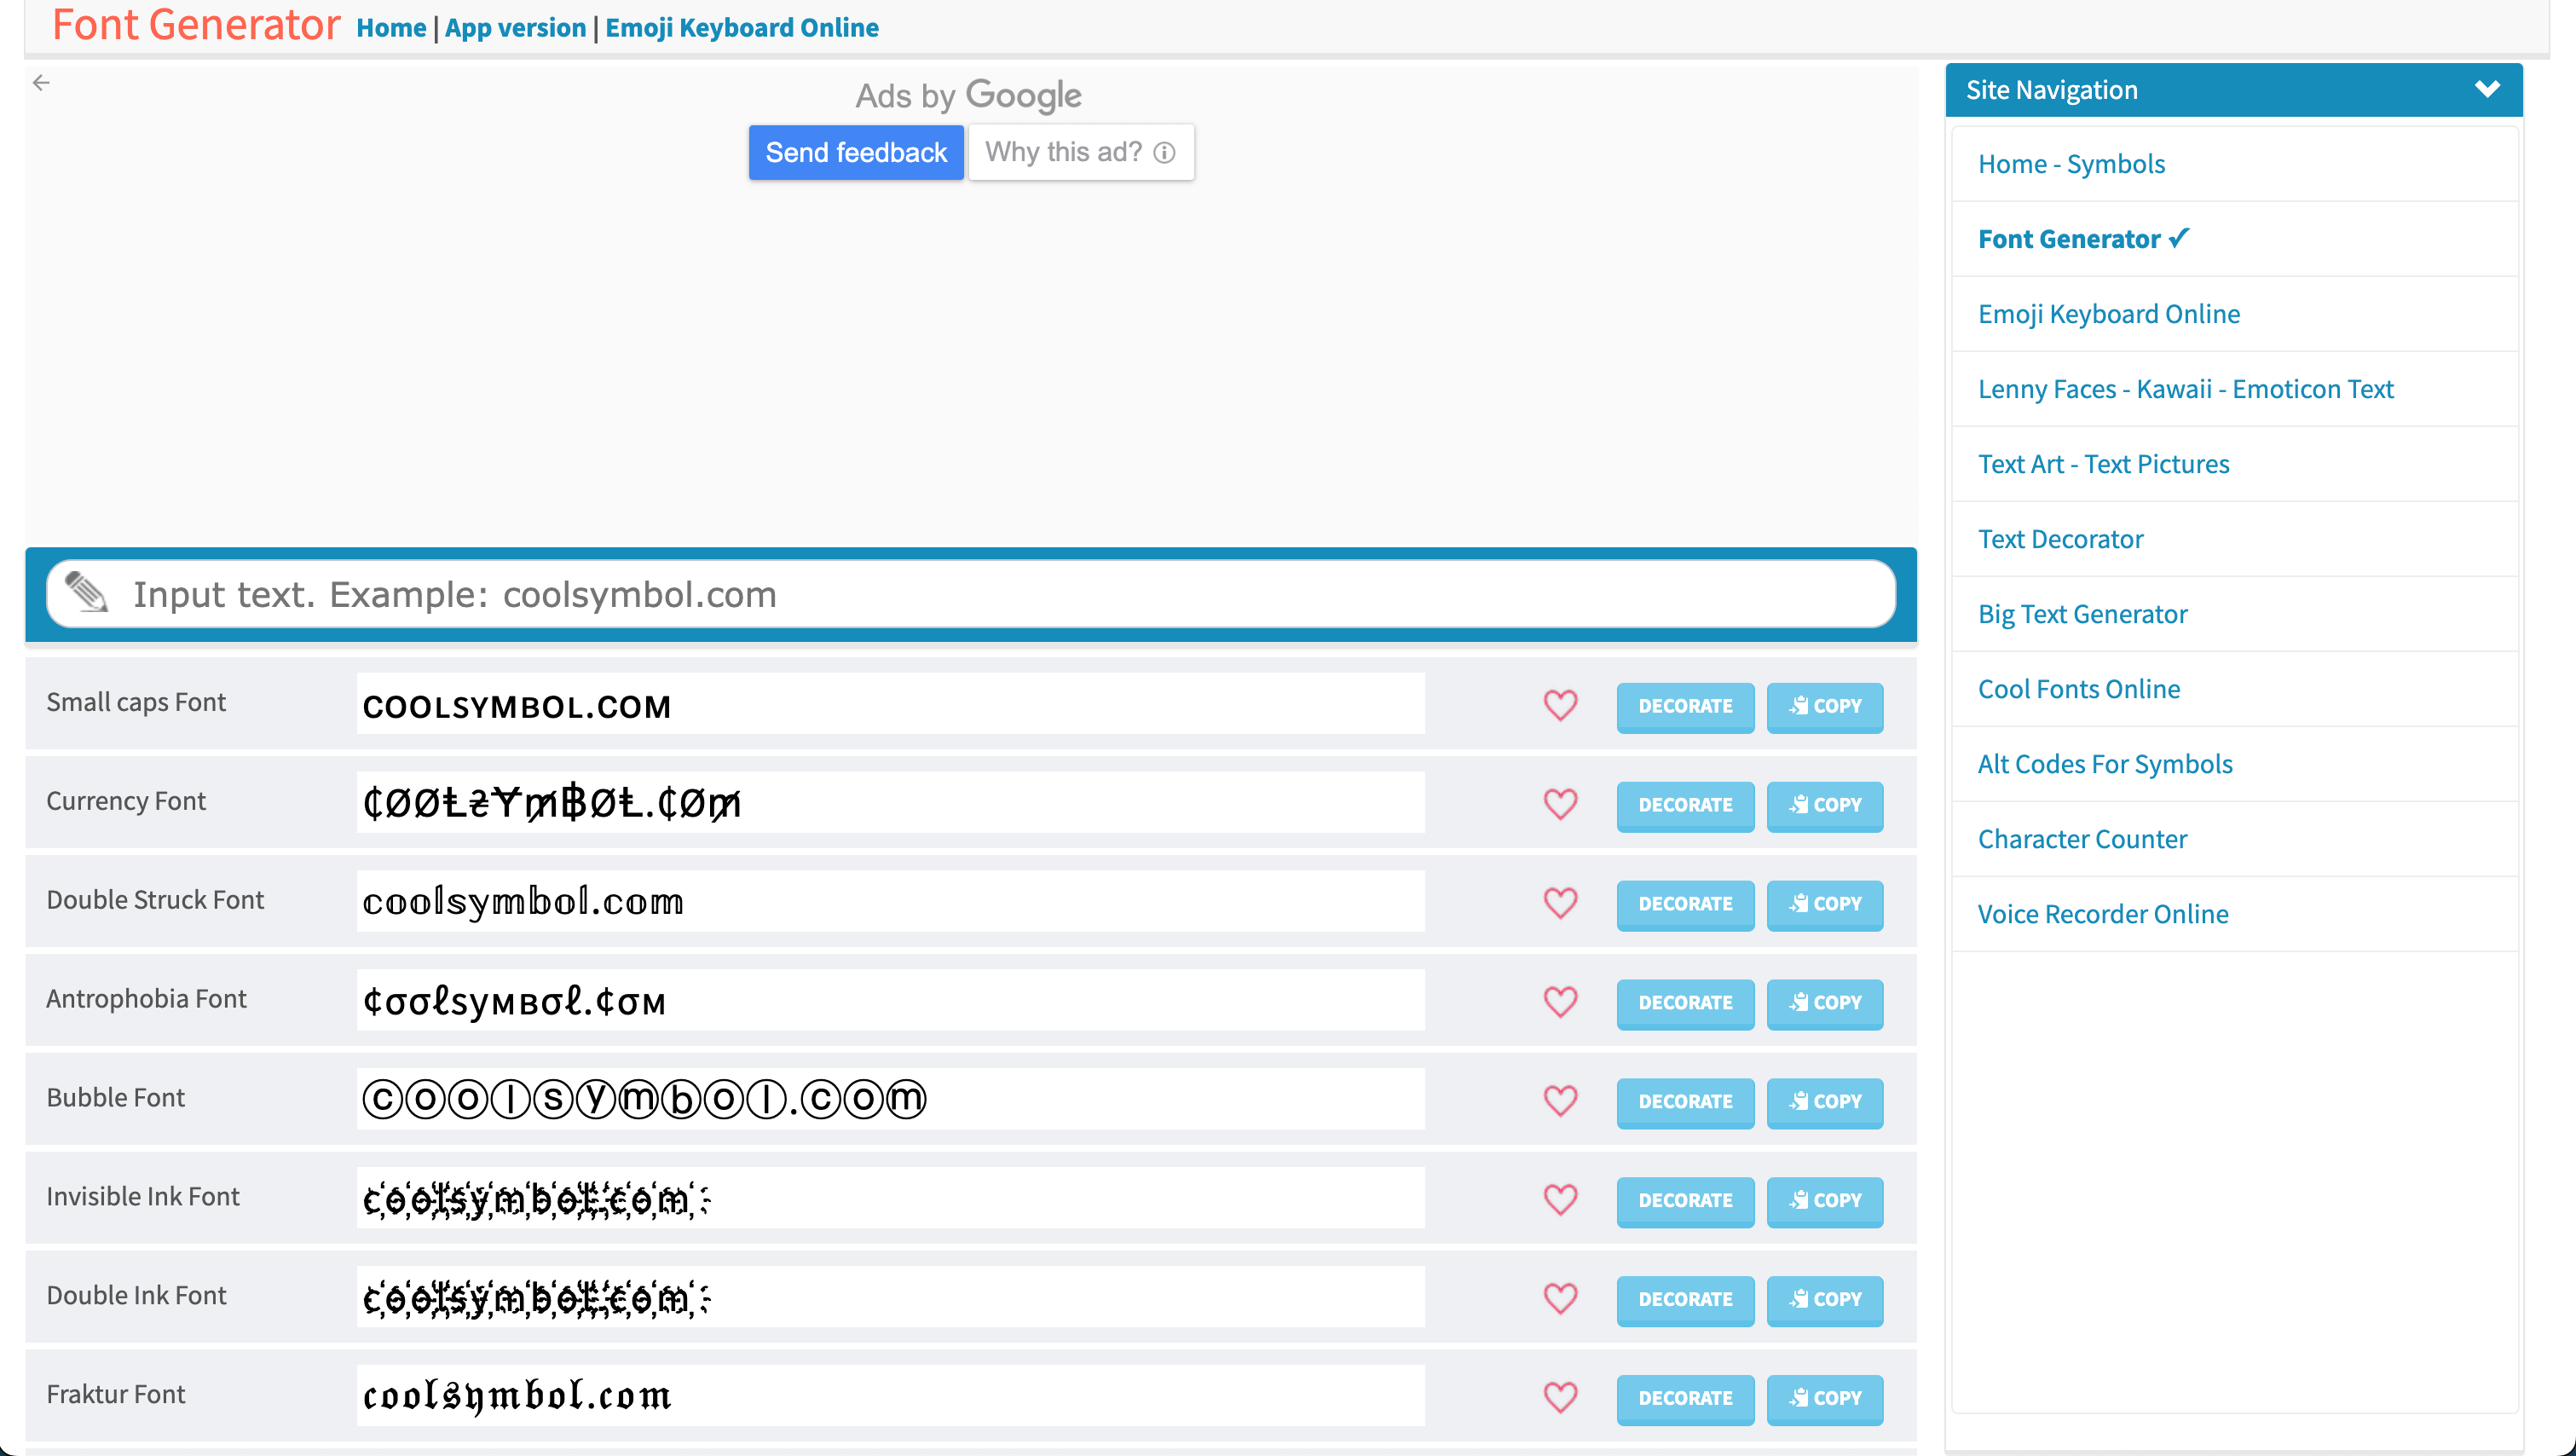 Font Generator Home | App version | Emoji Keyboard Online
Ads by Google
Send feedback Why this ad?
Input text. Example: coolsymbol.com
Small caps Font ᴄᴏᴏʟsʏᴍʙᴏʟ.ᴄᴏᴍ DECORATE COPY
Currency Font ₵ØØⱠ₴Ɏ₥฿ØⱠ.₵Ø₥ DECORATE COPY
Double Struck Font 𝕔𝕠𝕠𝕝𝕤𝕪𝕞𝕓𝕠𝕝.𝕔𝕠𝕞 DECORATE COPY
Antrophobia Font ¢σσℓѕумвσℓ.¢σм DECORATE COPY
Bubble Font ⓒⓞⓞⓛⓢⓨⓜⓑⓞⓛ.ⓒⓞⓜ DECORATE COPY
Invisible Ink Font c҉o҉o҉l҉s҉y҉m҉b҉o҉l҉.҉c҉o҉m҉ DECORATE COPY
Double Ink Font c҉o҉o҉l҉s҉y҉m҉b҉o҉l҉.҉c҉o҉m҉ DECORATE COPY
Fraktur Font 𝖈𝖔𝖔𝖑𝖘𝖞𝖒𝖇𝖔𝖑.𝖈𝖔𝖒 DECORATE COPY
Site Navigation
Home - Symbols
Font Generator ✓
Emoji Keyboard Online
Lenny Faces - Kawaii - Emoticon Text
Text Art - Text Pictures
Text Decorator
Big Text Generator
Cool Fonts Online
Alt Codes For Symbols
Character Counter
Voice Recorder Online